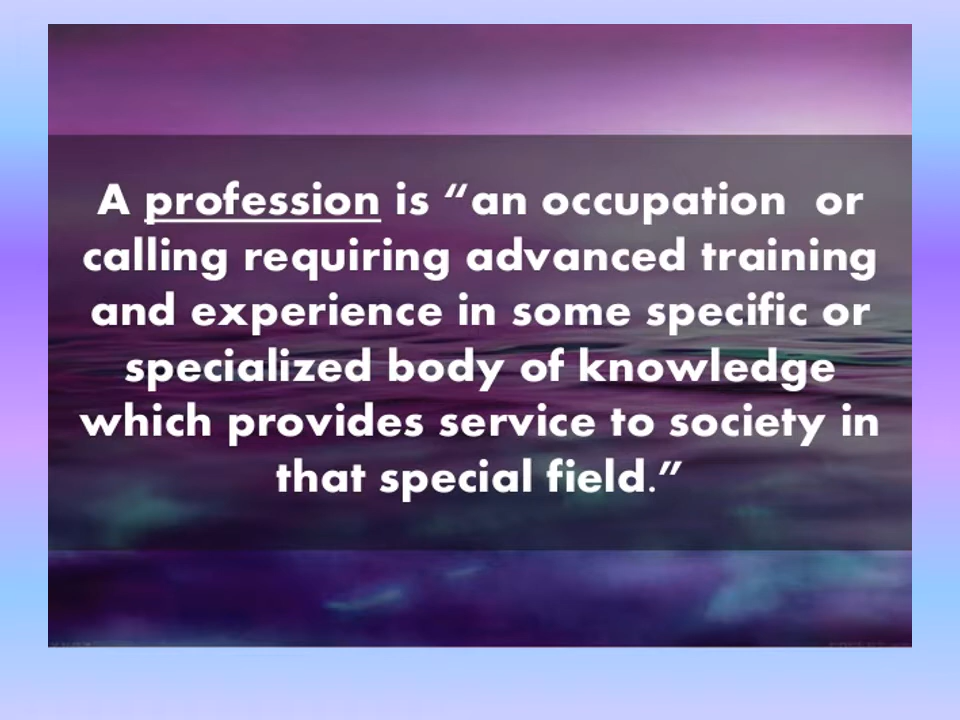 A profession is “an occupation  or
calling requiring advanced training
and experience in some specific or
specialized body of knowledge
which provides service to society in
that special field.”